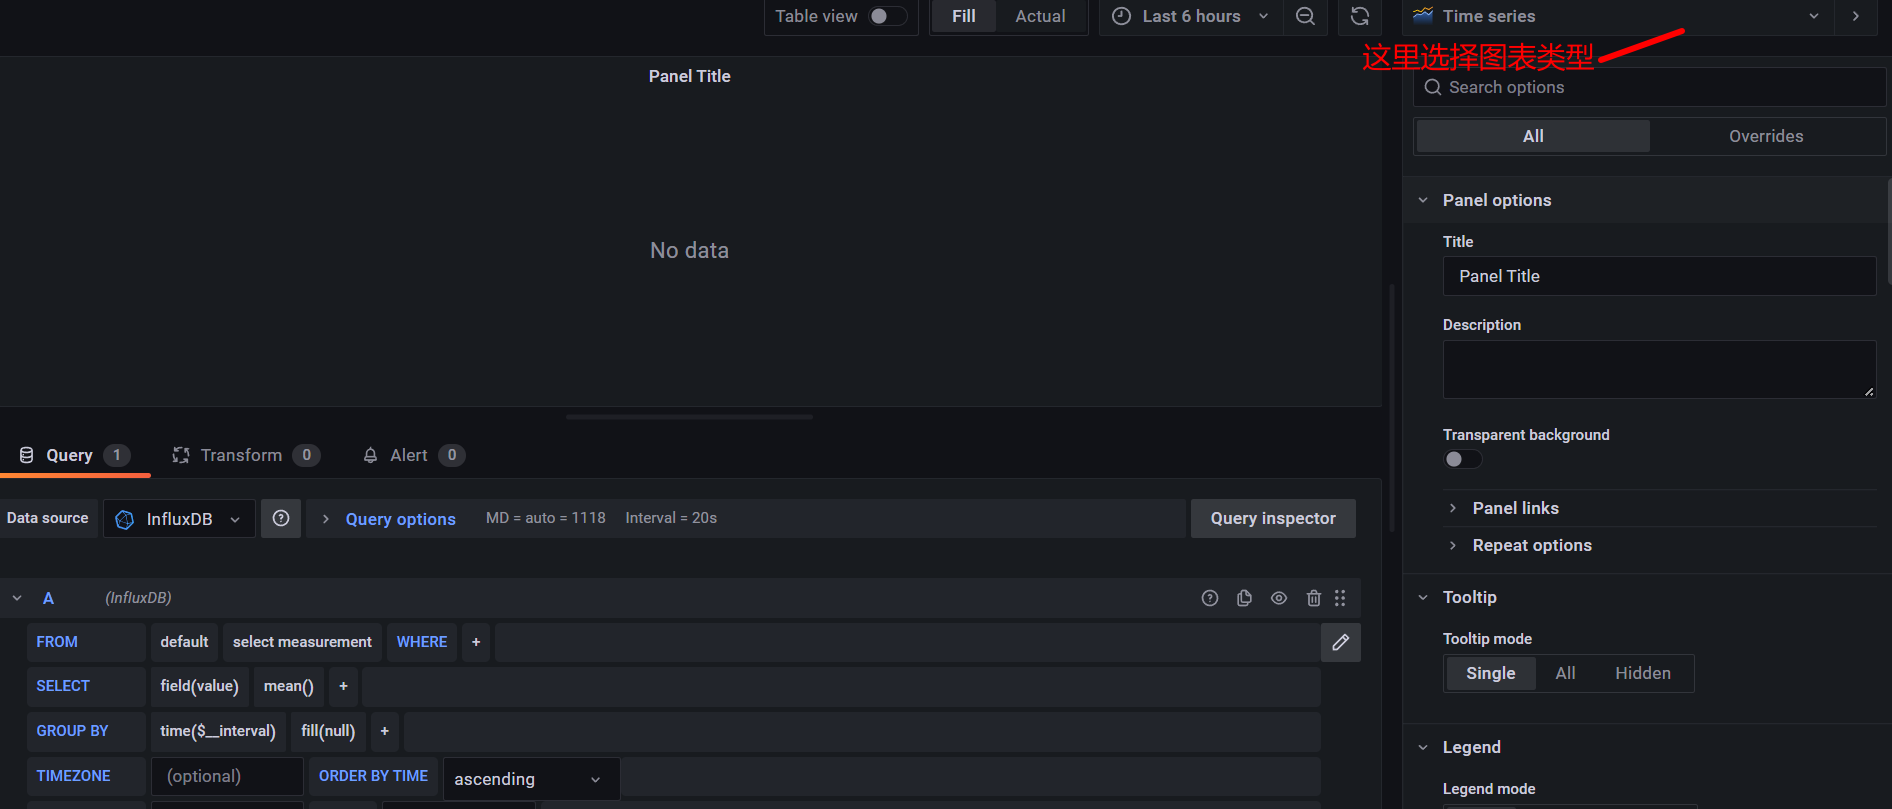 Table view Fill Actual Last 6 hours Time series
这里选择图表类型
Panel Title
Search options
All Overrides
Panel options
Title
Panel Title
No data
Description
Transparent background
Panel links
Repeat options
Tooltip
Tooltip mode
Single All Hidden
Legend
Legend mode
Query 1 Transform 0 Alert 0
Data source InfluxDB Query options MD = auto = 1118 Interval = 20s Query inspector
A (InfluxDB)
FROM default select measurement WHERE +
SELECT field(value) mean() +
GROUP BY time($__interval) fill(null) +
TIMEZONE (optional) ORDER BY TIME ascending